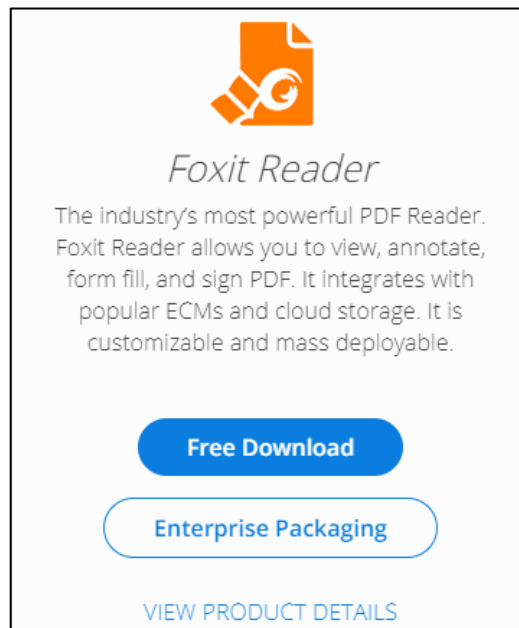 Foxit Reader
The industry’s most powerful PDF Reader.
Foxit Reader allows you to view, annotate,
form fill, and sign PDF. It integrates with
popular ECMs and cloud storage. It is
customizable and mass deployable.
Free Download
Enterprise Packaging
VIEW PRODUCT DETAILS